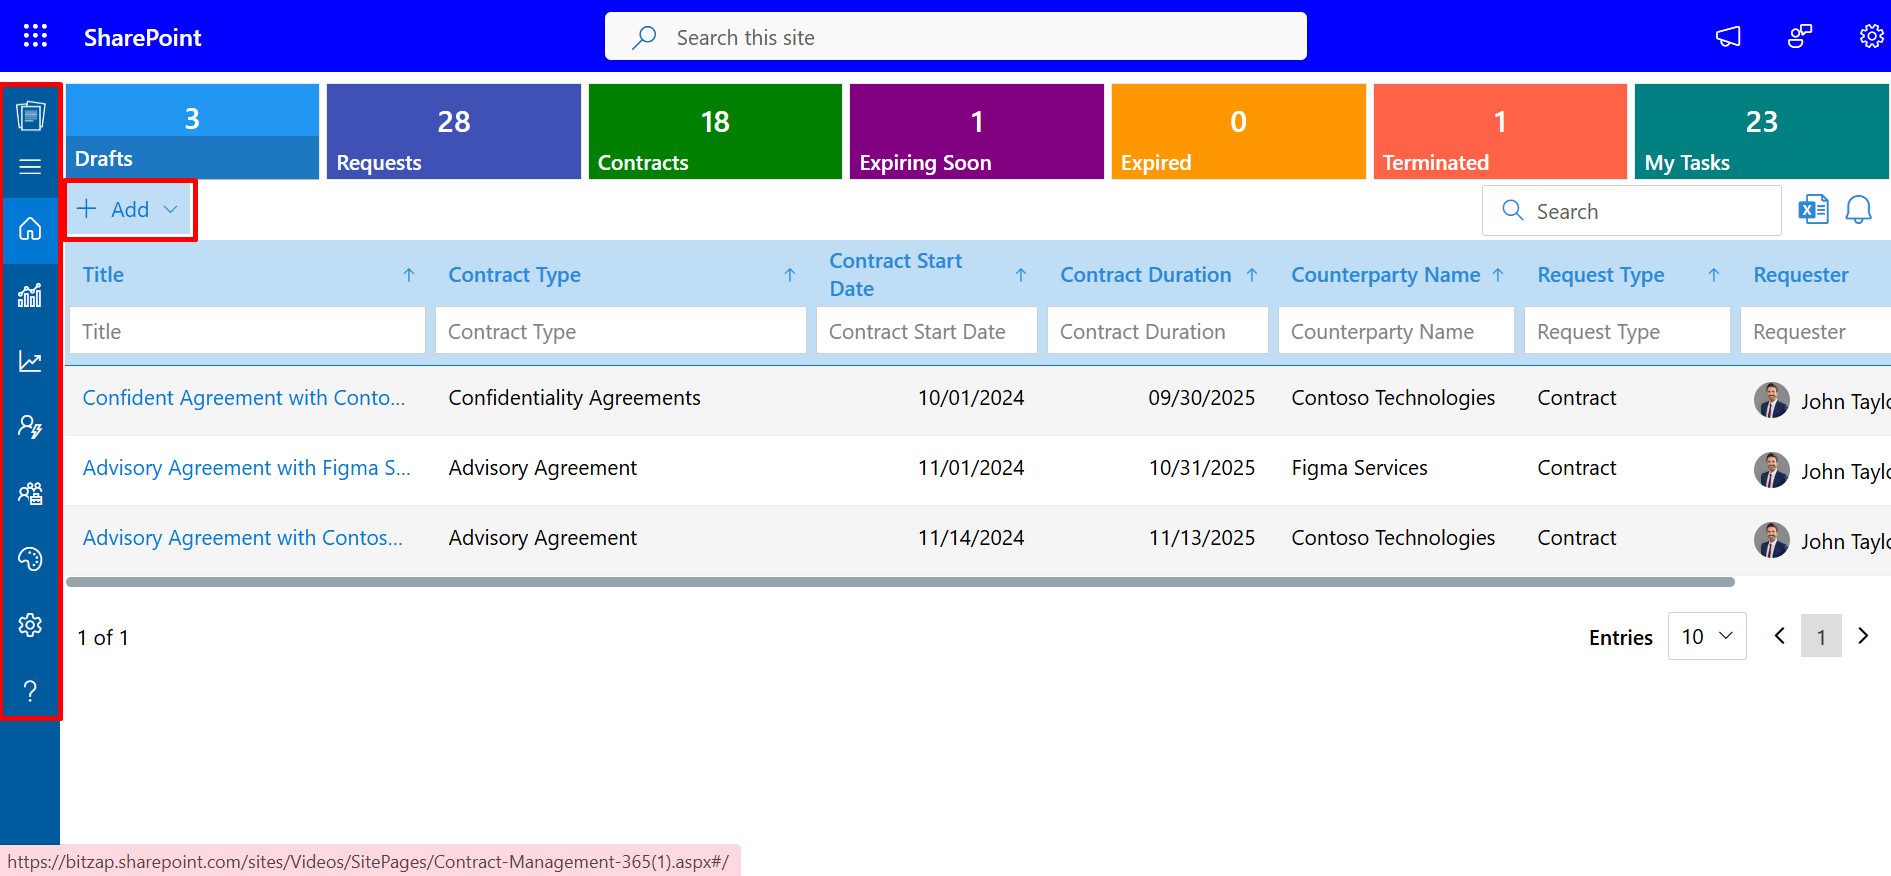 SharePoint
Search this site
3
Drafts
28
Requests
18
Contracts
1
Expiring Soon
0
Expired
1
Terminated
23
My Tasks
Add
Search
Title
Contract Type
Contract Start
Date
Contract Duration
Counterparty Name
Request Type
Requester
Title
Contract Type
Contract Start Date
Contract Duration
Counterparty Name
Request Type
Requester
Confident Agreement with Conto... Confidentiality Agreements 10/01/2024 09/30/2025 Contoso Technologies Contract John Taylo
Advisory Agreement with Figma S... Advisory Agreement 11/01/2024 10/31/2025 Figma Services Contract John Taylo
Advisory Agreement with Contos... Advisory Agreement 11/14/2024 11/13/2025 Contoso Technologies Contract John Taylo
1 of 1
Entries 10 1
?
https://bitzap.sharepoint.com/sites/Videos/SitePages/Contract-Management-365(1).aspx#/